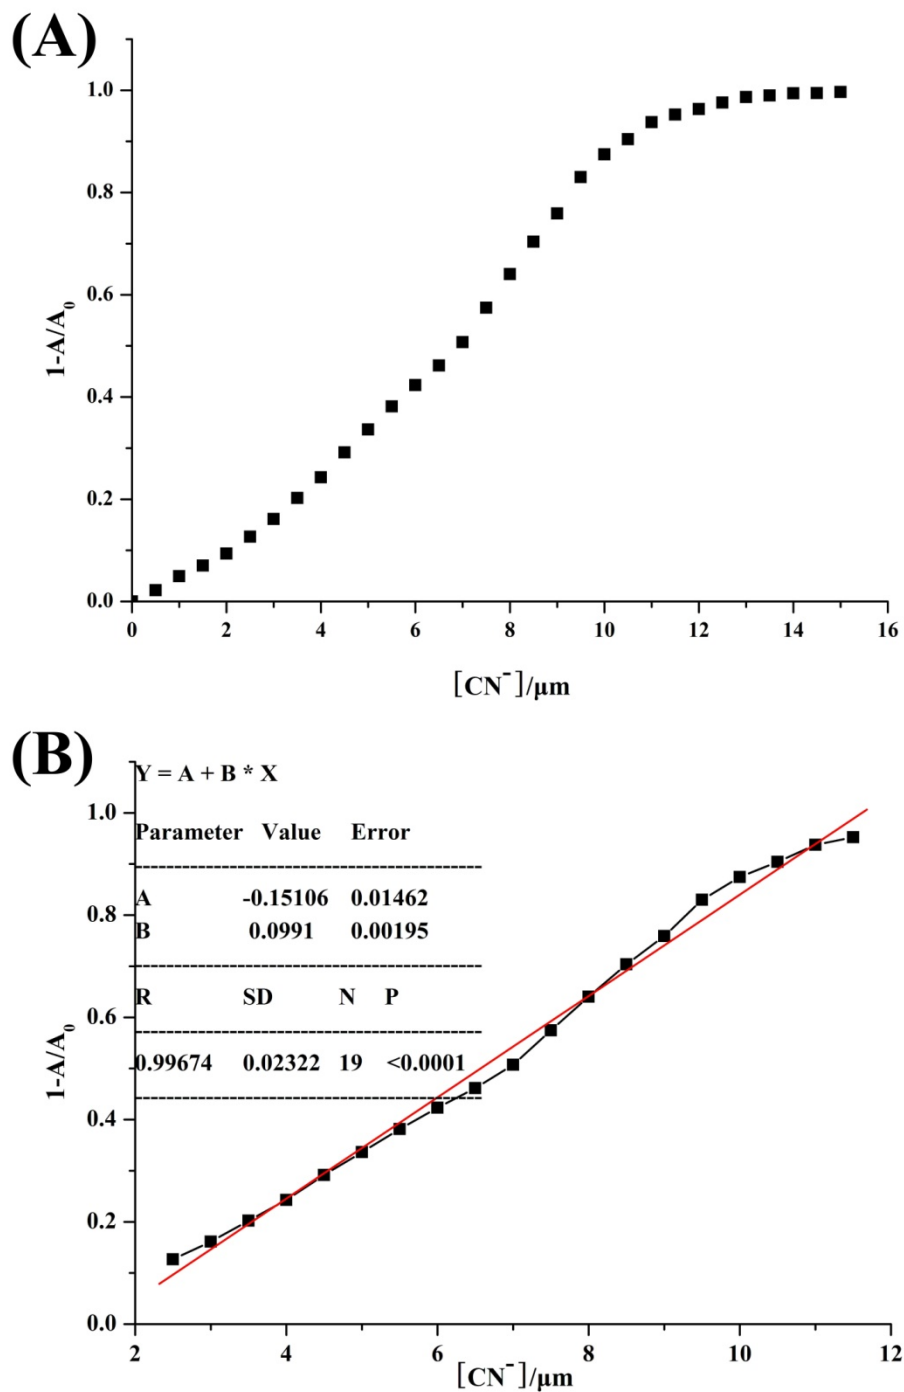 (A)
1.0
0.8
0.6
0.4
0.2
0.0
1-A/A₀
0 2 4 6 8 10 12 14 16
[CN⁻]/μm
(B)
Y = A + B * X
Parameter Value Error
A -0.15106 0.01462
B 0.0991 0.00195
R SD N P
0.99674 0.02322 19 <0.0001
1.0
0.8
0.6
0.4
0.2
0.0
1-A/A₀
2 4 6 8 10 12
[CN⁻]/μm